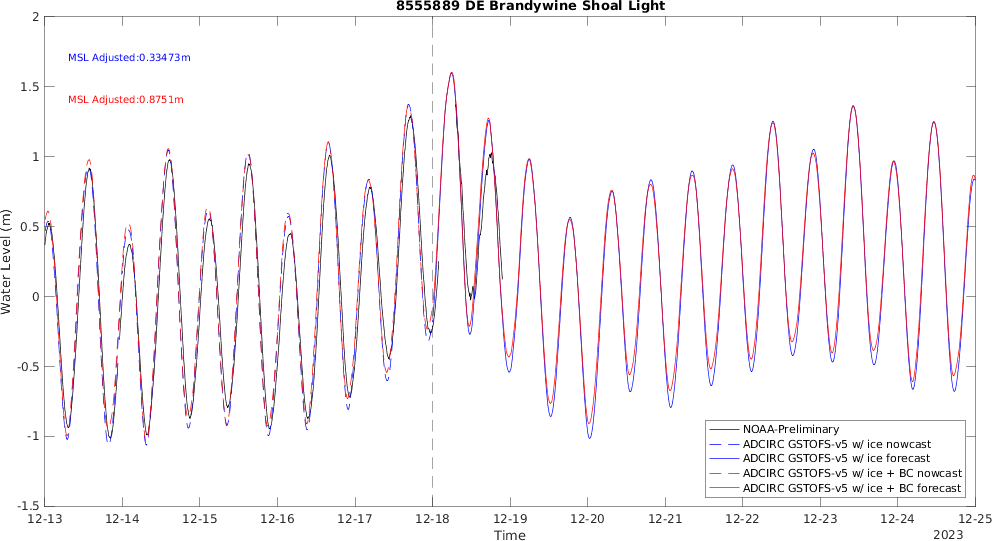 8555889 DE Brandywine Shoal Light
MSL Adjusted:0.33473m
MSL Adjusted:0.8751m
Water Level (m)
2
1.5
1
0.5
0
-0.5
-1
-1.5
NOAA-Preliminary
ADCIRC GSTOFS-v5 w/ ice nowcast
ADCIRC GSTOFS-v5 w/ ice forecast
ADCIRC GSTOFS-v5 w/ ice + BC nowcast
ADCIRC GSTOFS-v5 w/ ice + BC forecast
12-13 12-14 12-15 12-16 12-17 12-18 12-19 12-20 12-21 12-22 12-23 12-24 12-25
Time
2023